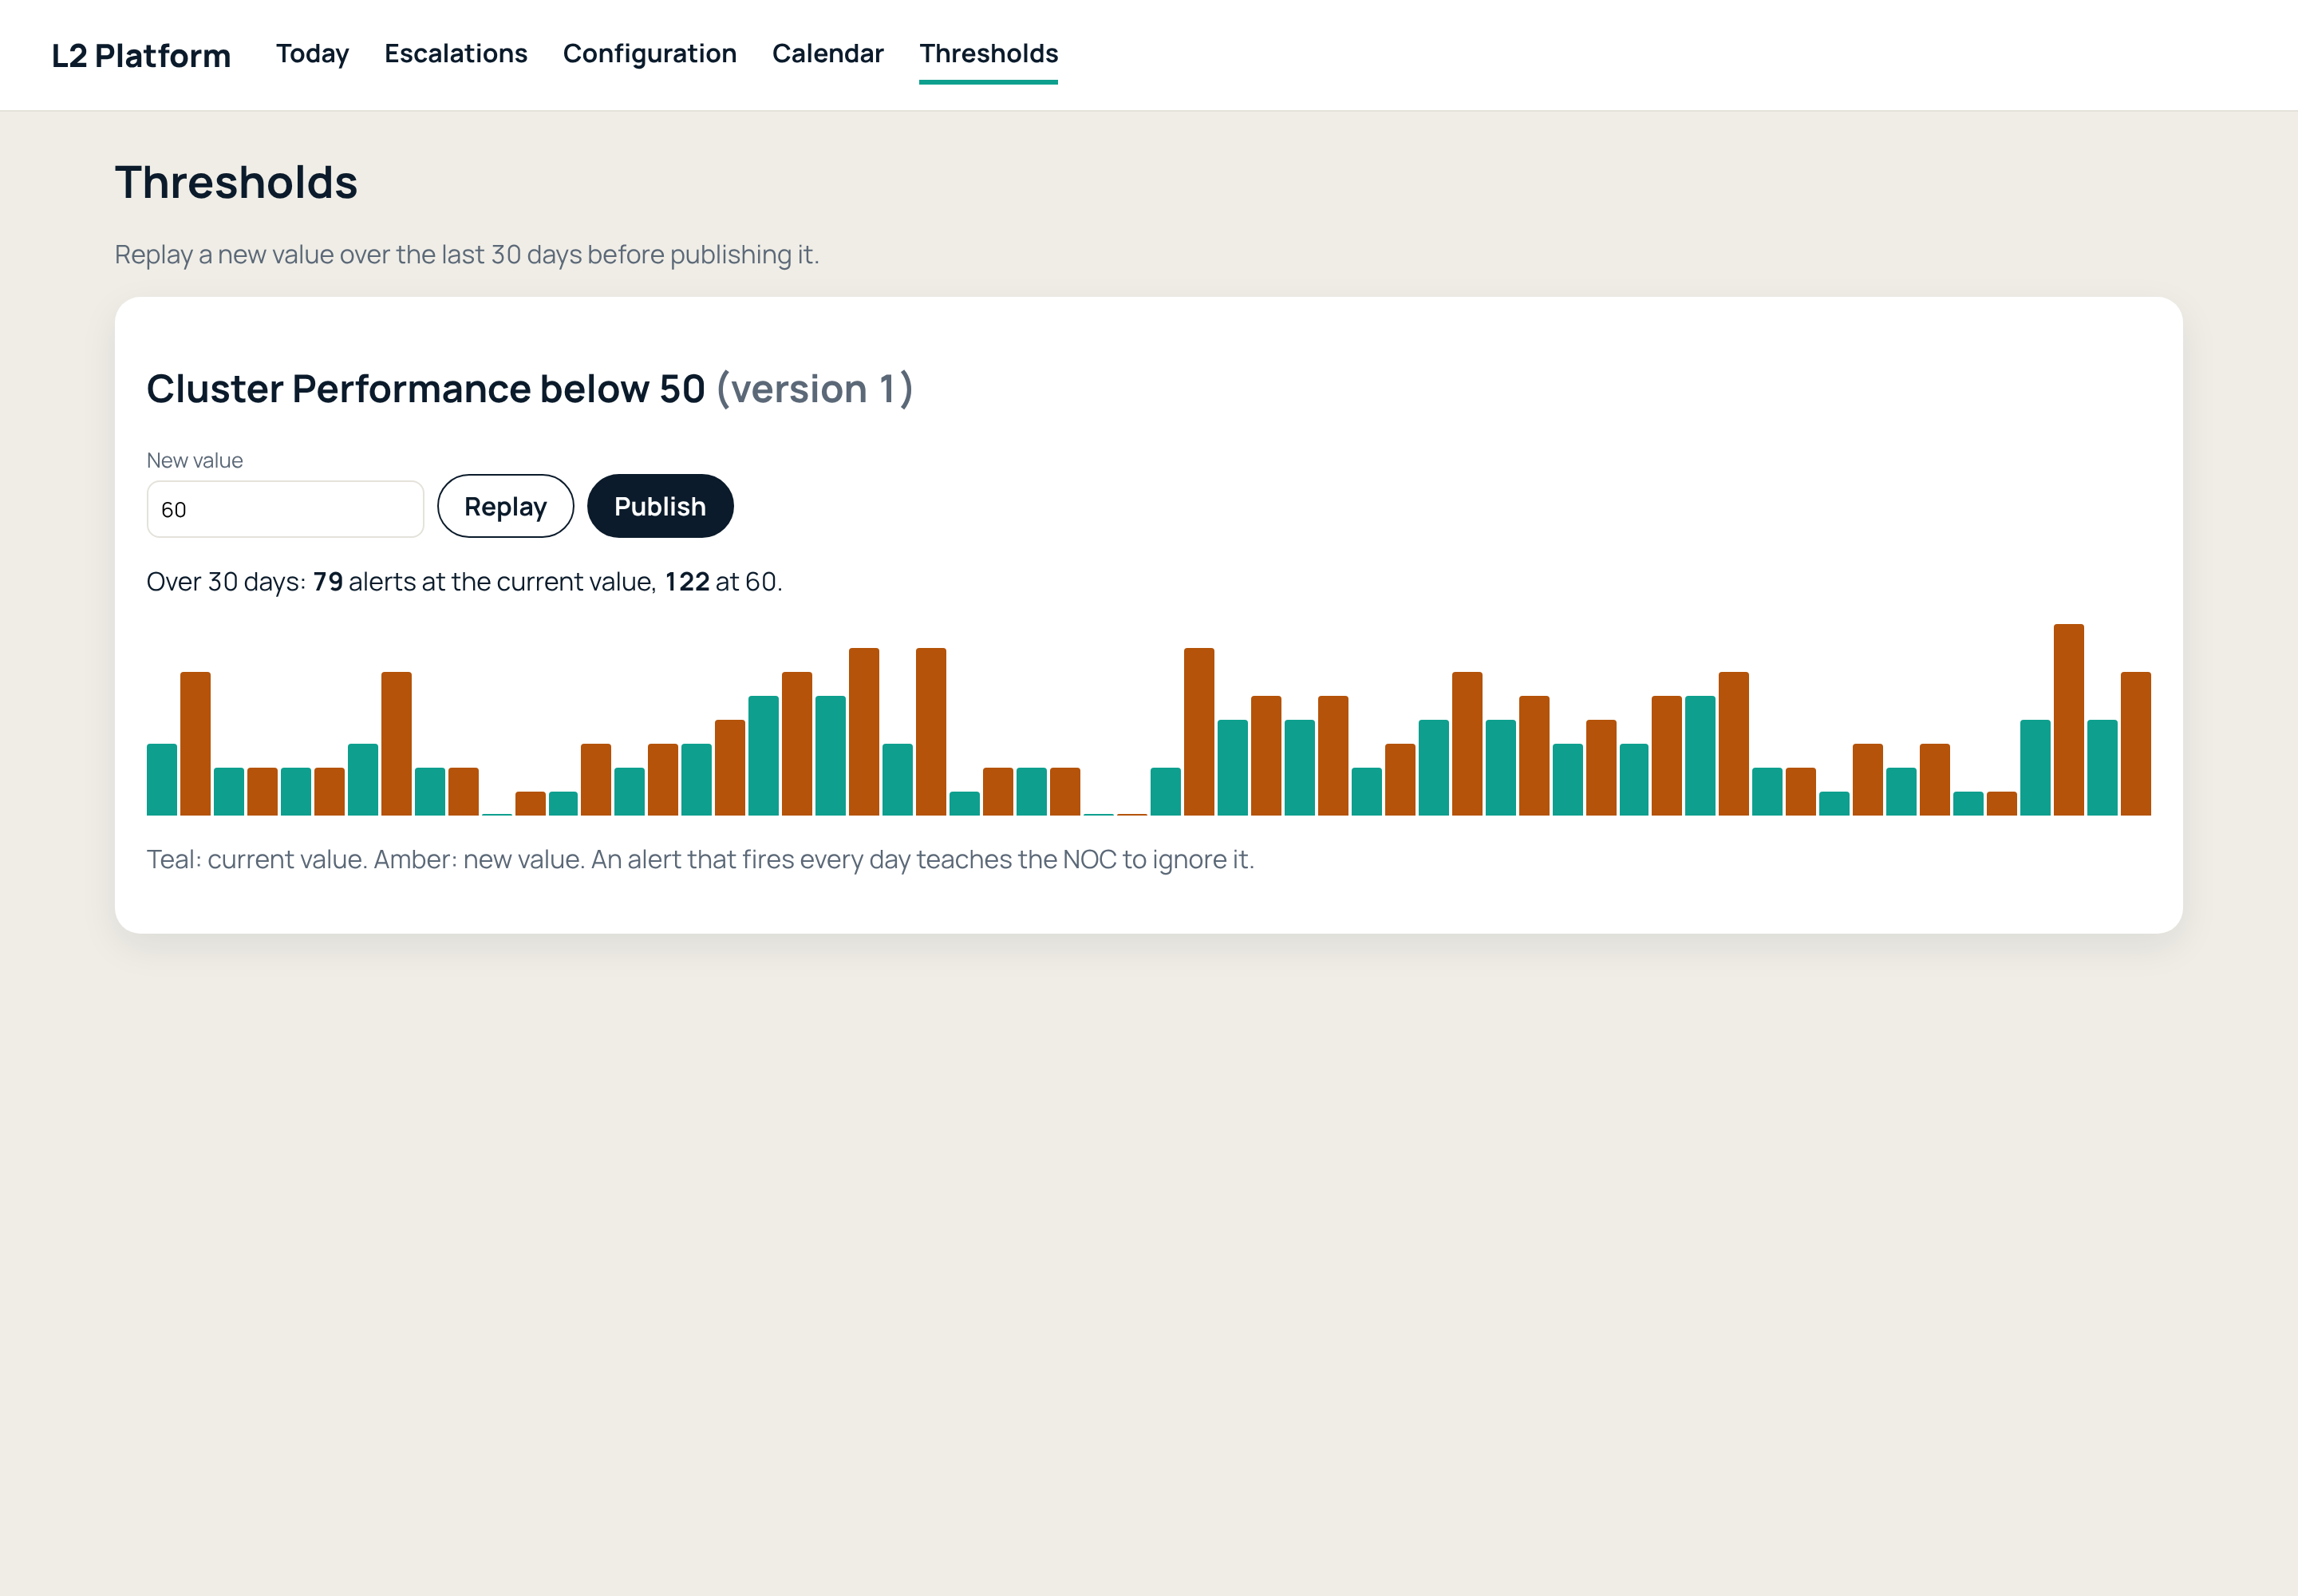 L2 Platform Today Escalations Configuration Calendar Thresholds
Thresholds
Replay a new value over the last 30 days before publishing it.
Cluster Performance below 50 (version 1)
New value
60 Replay Publish
Over 30 days: 79 alerts at the current value, 122 at 60.
Teal: current value. Amber: new value. An alert that fires every day teaches the NOC to ignore it.